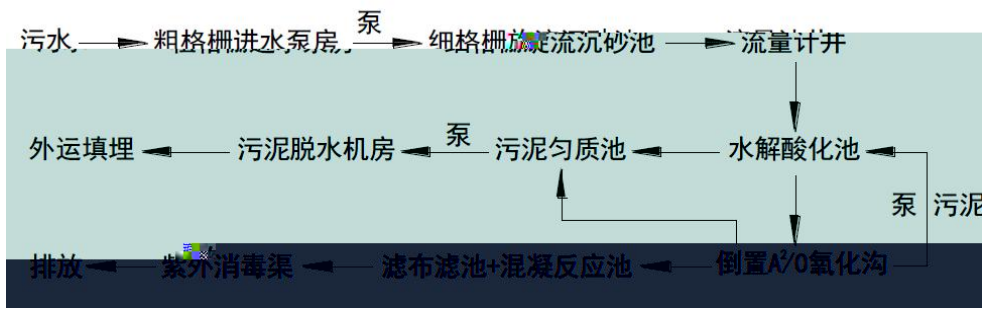 污水 粗格栅进水泵房 泵 细格栅旋流沉砂池 流量计井
外运填埋 污泥脱水机房 泵 污泥匀质池 水解酸化池
泵 污泥
排放 紫外消毒渠 滤布滤池+混凝反应池 倒置A²/O氧化沟